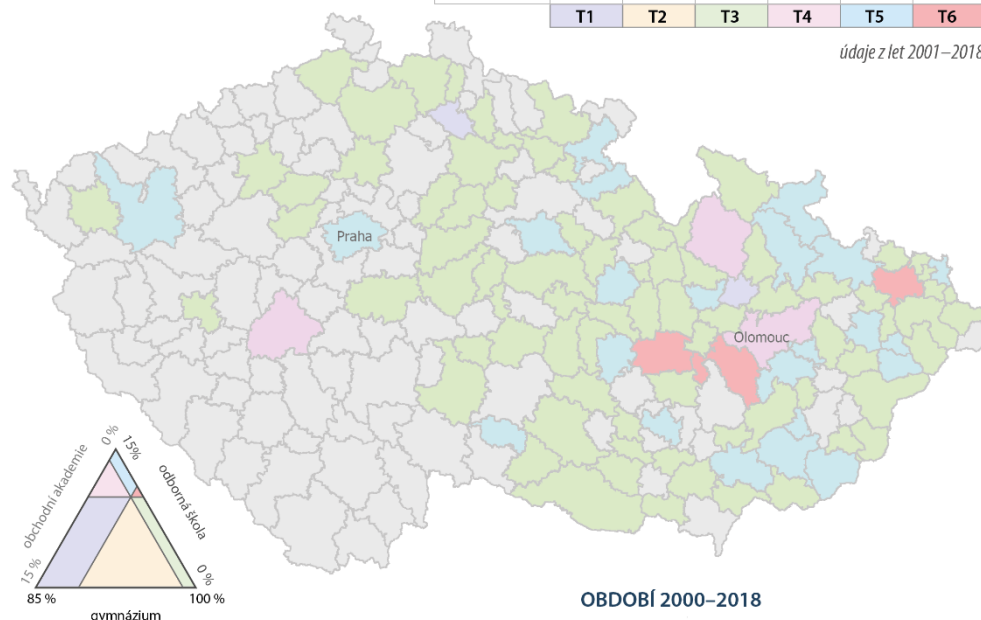 T1 T2 T3 T4 T5 T6
údaje z let 2001–2018
Praha
Olomouc
0 %
15%
obchodní akademie
odborná škola
15 %
0 %
85 %
100 %
gymnázium
OBDOBÍ 2000–2018